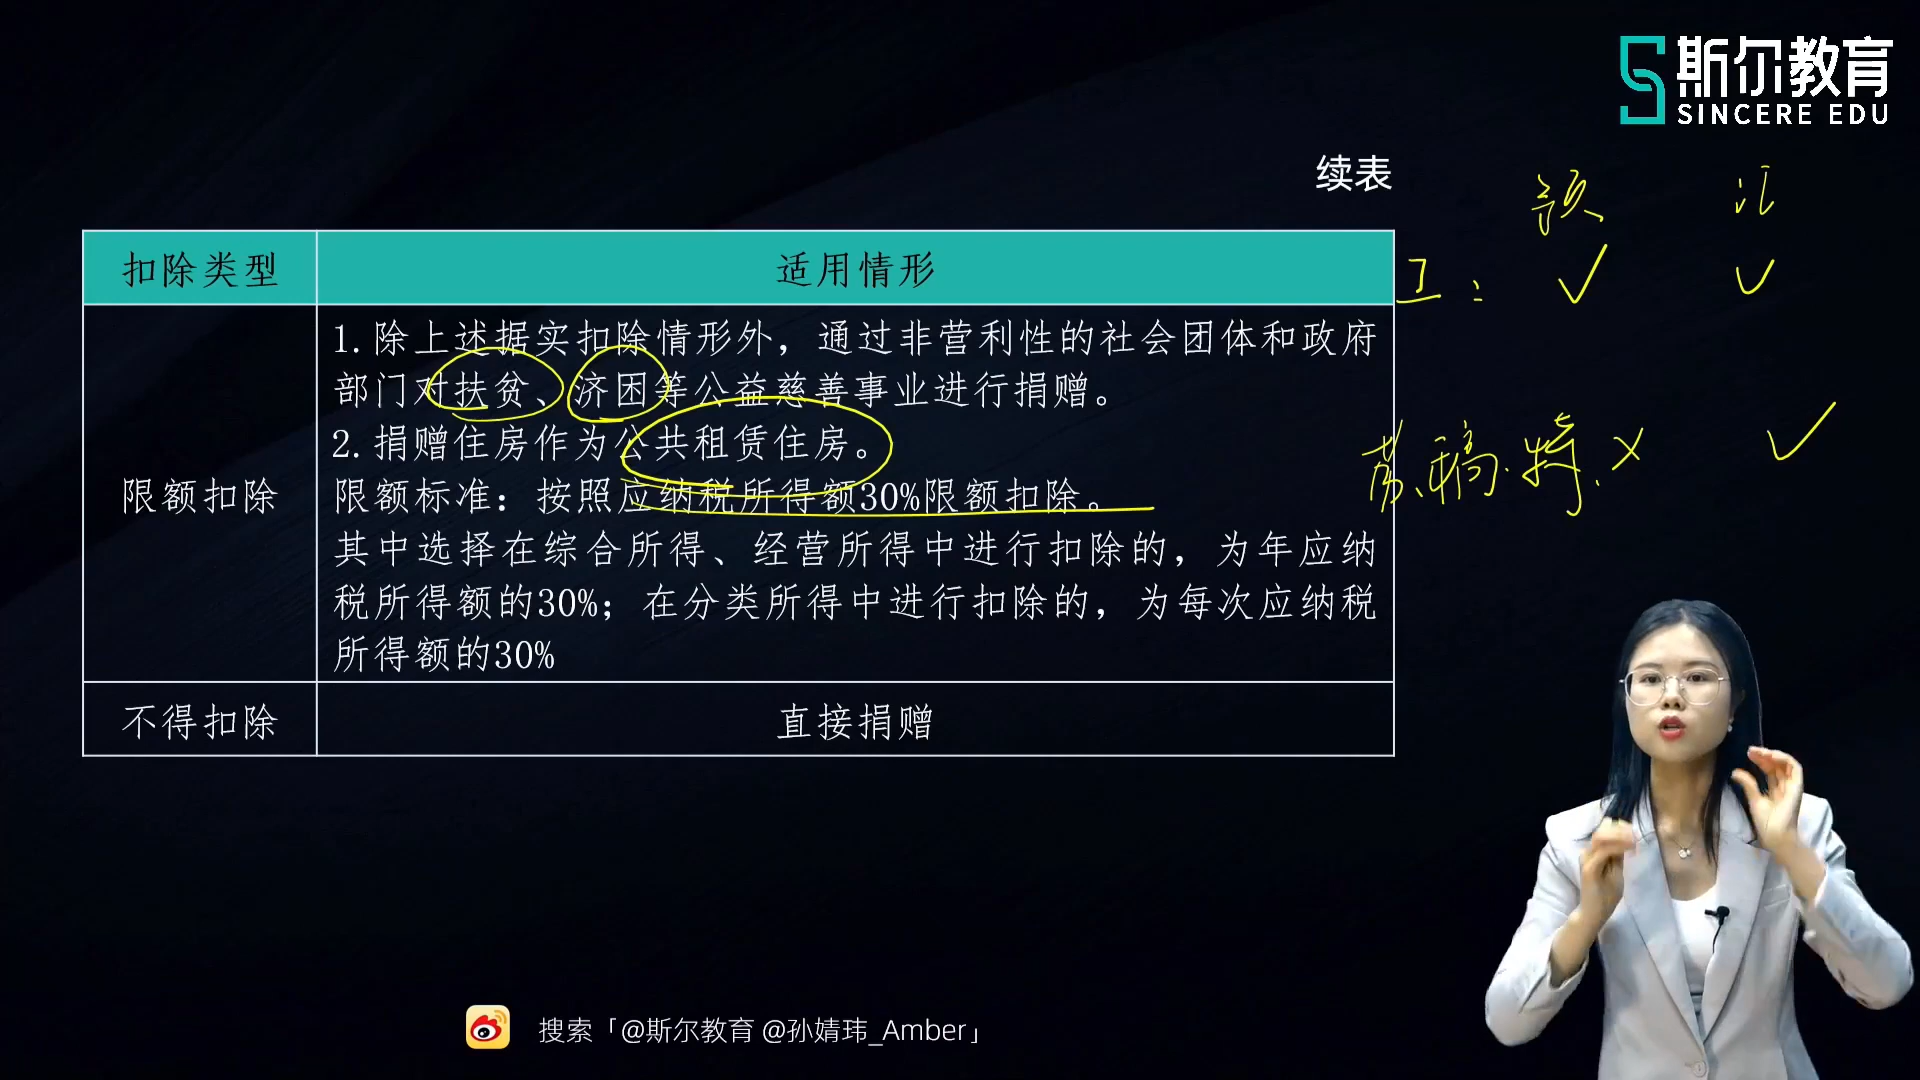 斯尔教育
SINCERE EDU
续表
预 汇
扣除类型 适用情形
工: ✓ ✓
1.除上述据实扣除情形外，通过非营利性的社会团体和政府
部门对扶贫、济困等公益慈善事业进行捐赠。
2.捐赠住房作为公共租赁住房。
劳、稿、特. × ✓
限额扣除
限额标准：按照应纳税所得额30%限额扣除。
其中选择在综合所得、经营所得中进行扣除的，为年应纳
税所得额的30%；在分类所得中进行扣除的，为每次应纳税
所得额的30%
不得扣除 直接捐赠
搜索「@斯尔教育 @孙婧玮_Amber」